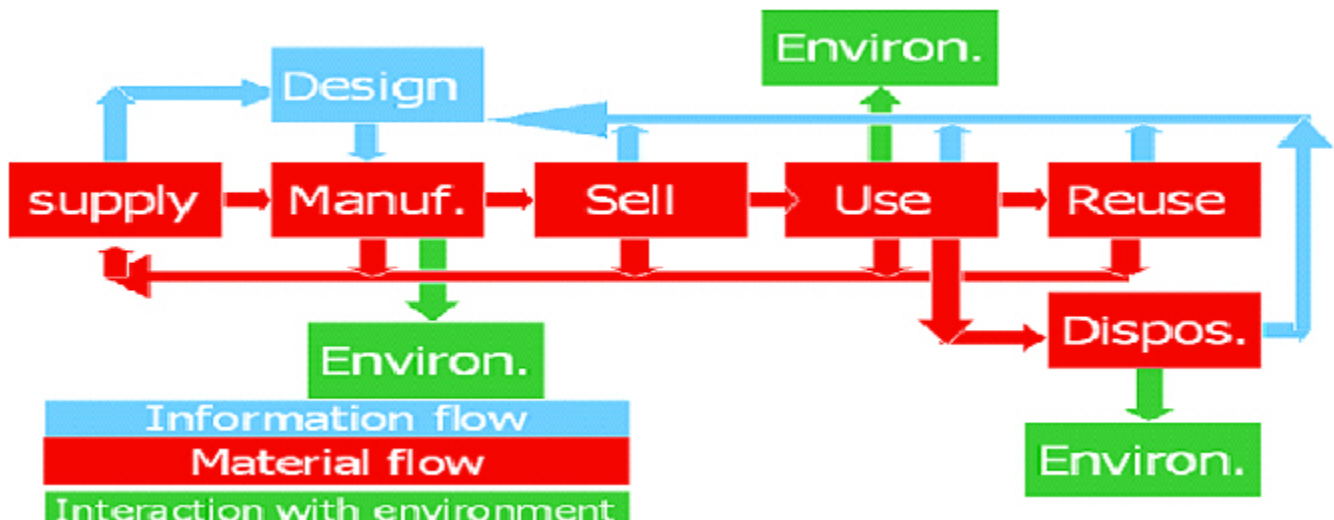 Environ.
Design
supply
Manuf.
Sell
Use
Reuse
Dispos.
Environ.
Information flow
Material flow
Environ.
Interaction with environment